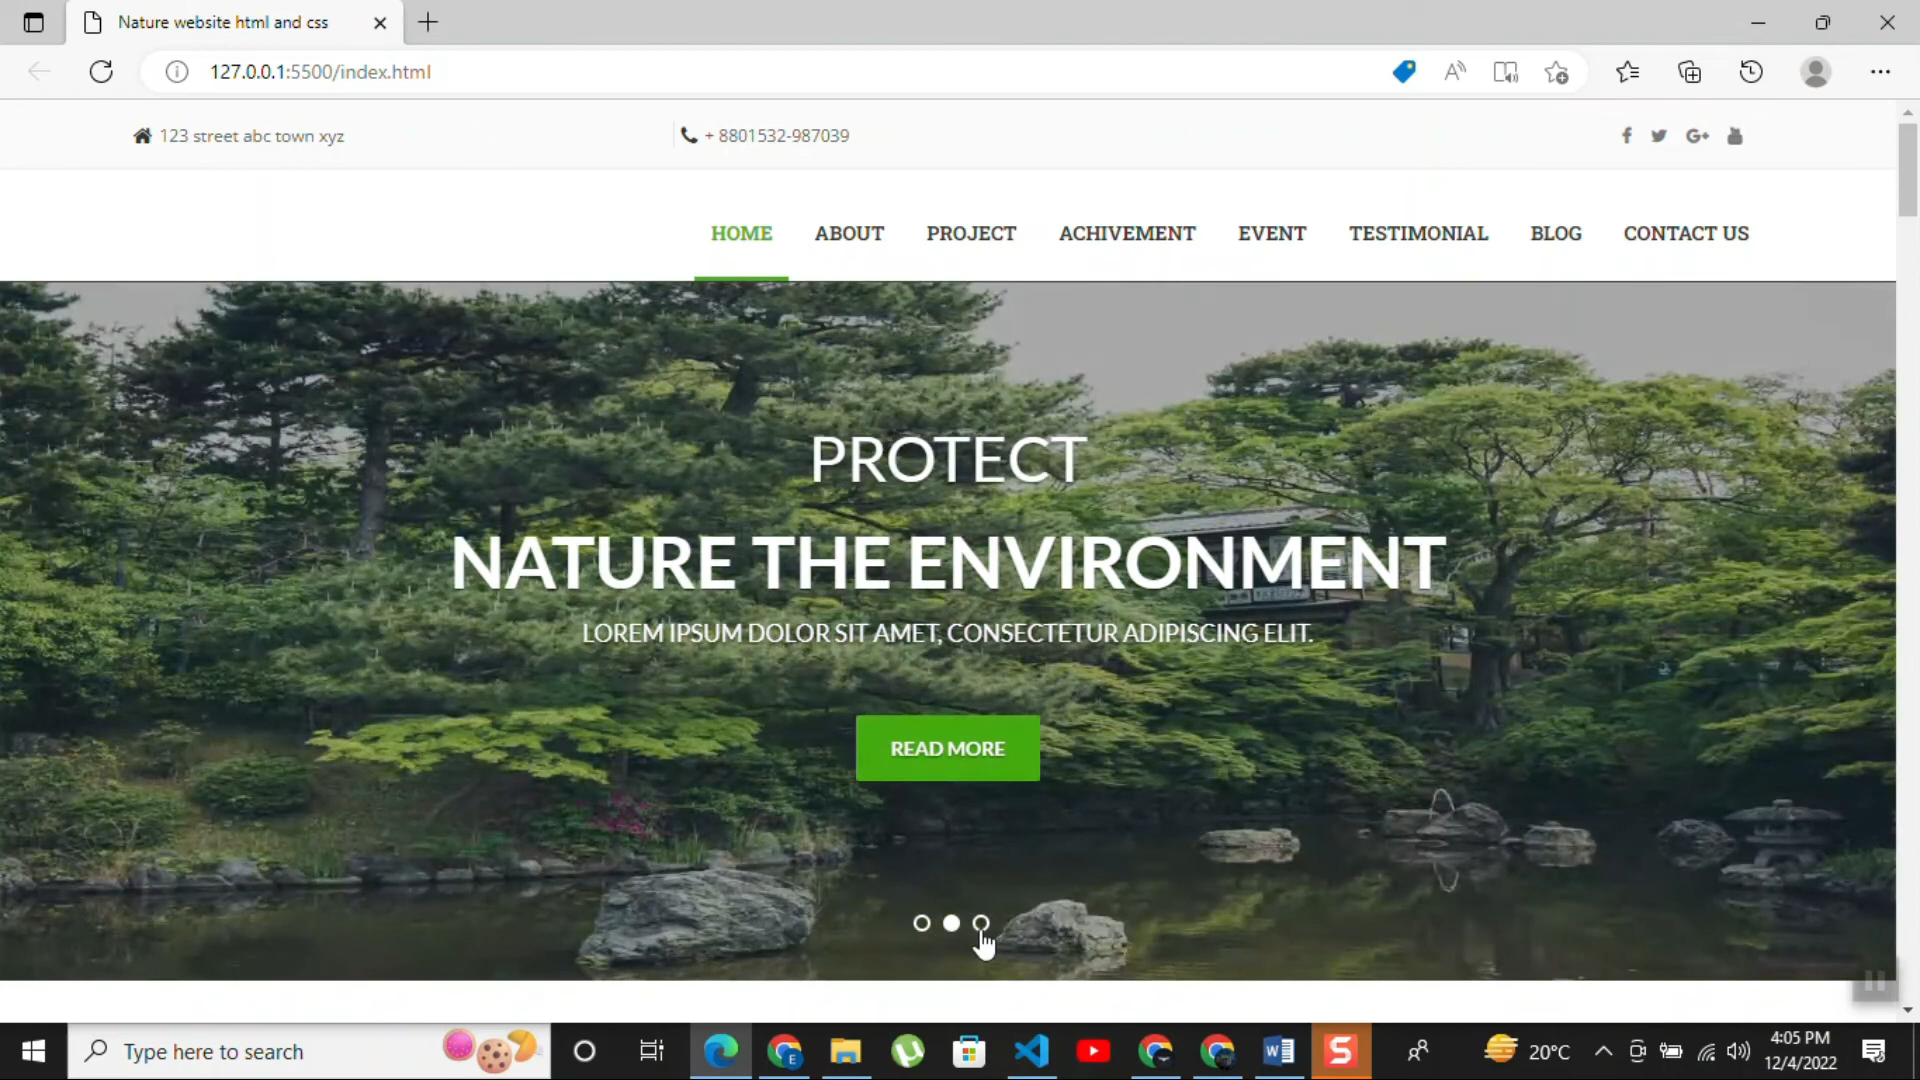 Nature website html and css
127.0.0.1:5500/index.html
123 street abc town xyz
+ 8801532-987039
HOME
ABOUT
PROJECT
ACHIVEMENT
EVENT
TESTIMONIAL
BLOG
CONTACT US
PROTECT
NATURE THE ENVIRONMENT
LOREM IPSUM DOLOR SIT AMET, CONSECTETUR ADIPISCING ELIT.
READ MORE
Type here to search
20°C
4:05 PM
12/4/2022